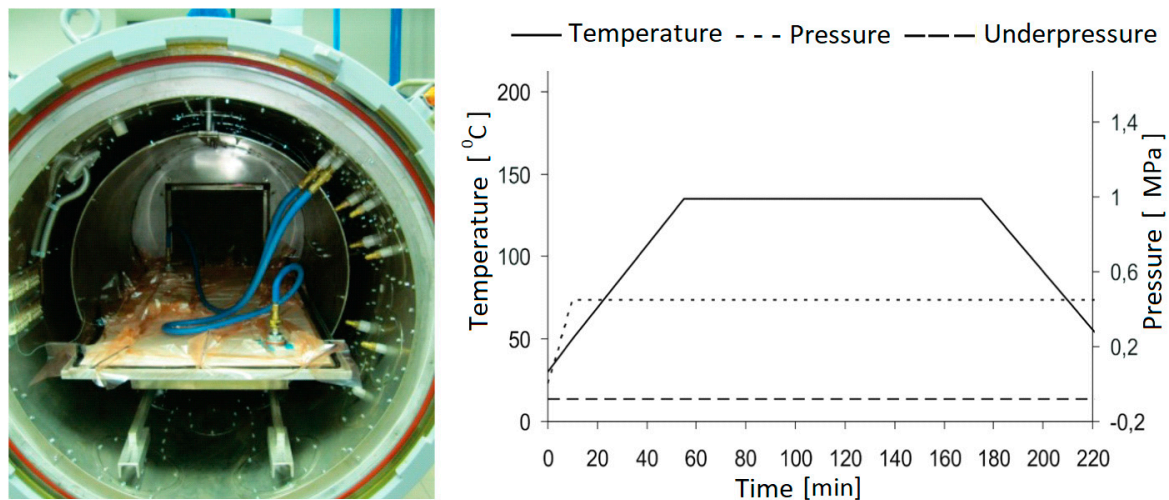 Temperature Pressure Underpressure
200
150
100
50
0
Temperature [ ⁰C]
1,4
1
0,6
0,2
-0,2
Pressure [ MPa]
0 20 40 60 80 100 120 140 160 180 200 220
Time [min]